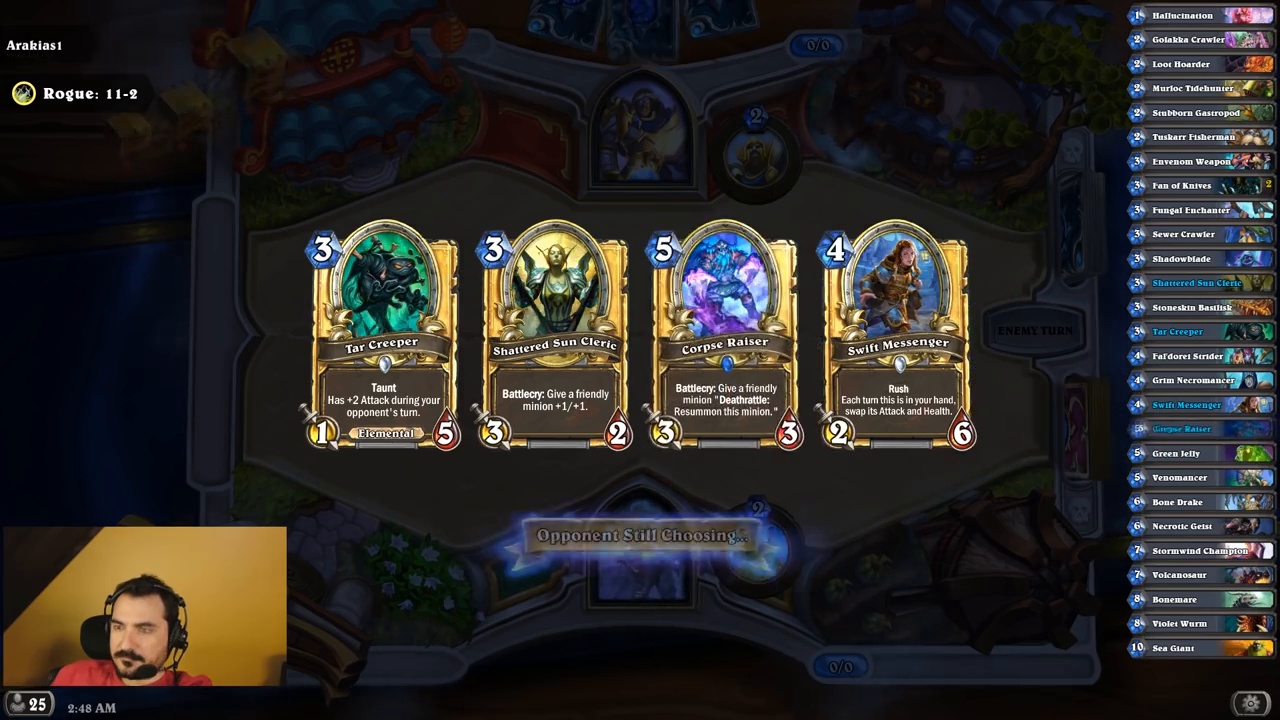 Arakias1
Rogue: 11-2
0/0
2
3
Tar Creeper
Taunt
Has +2 Attack during your
opponent's turn.
1
Elemental
5
3
Shattered Sun Cleric
Battlecry: Give a friendly
minion +1/+1.
3
2
5
Corpse Raiser
Battlecry: Give a friendly
minion "Deathrattle:
Resummon this minion."
3
3
4
Swift Messenger
Rush
Each turn this is in your hand,
swap its Attack and Health.
2
6
ENEMY TURN
Opponent Still Choosing...
2
0/0
1 Hallucination
2 Golakka Crawler
2 Loot Hoarder
2 Murloc Tidehunter
2 Stubborn Gastropod
2 Tuskarr Fisherman
3 Envenom Weapon
3 Fan of Knives 2
3 Fungal Enchanter
3 Sewer Crawler
3 Shadowblade
3 Shattered Sun Cleric
3 Stoneskin Basilisk
3 Tar Creeper
4 Fal'dorei Strider
4 Grim Necromancer
4 Swift Messenger
5 Corpse Raiser
5 Green Jelly
5 Venomancer
6 Bone Drake
6 Necrotic Geist
7 Stormwind Champion
7 Volcanosaur
8 Bonemare
8 Violet Wurm
10 Sea Giant
25
2:48 AM